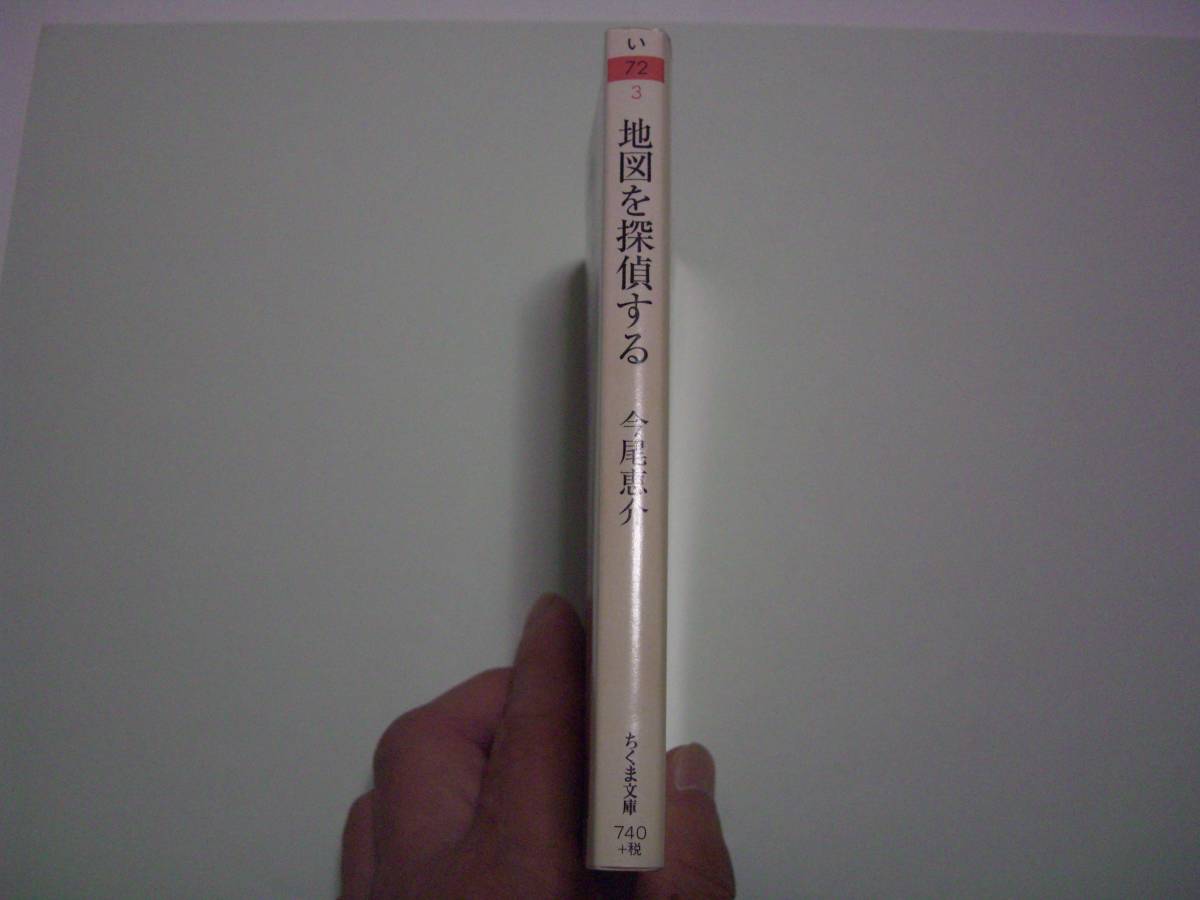 い
72
3
地図を探偵する
今尾恵介
ちくま文庫
740
+税